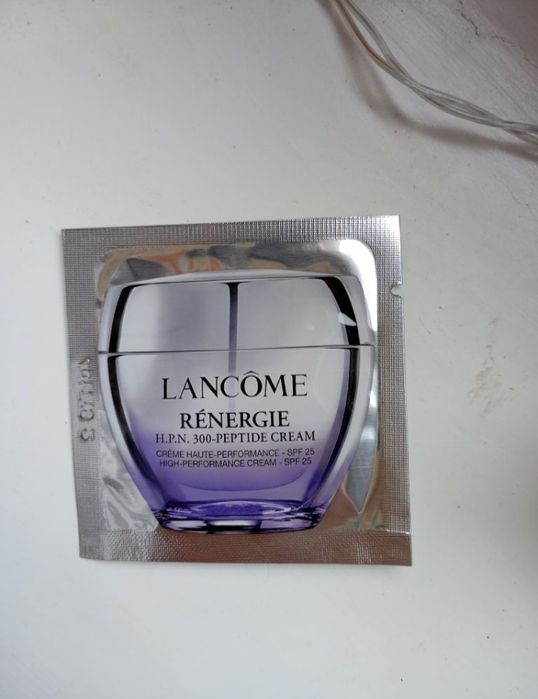 LANCÔME
RÉNERGIE
H.P.N. 300-PEPTIDE CREAM
CRÈME HAUTE-PERFORMANCE - SPF 25
HIGH-PERFORMANCE CREAM - SPF 25